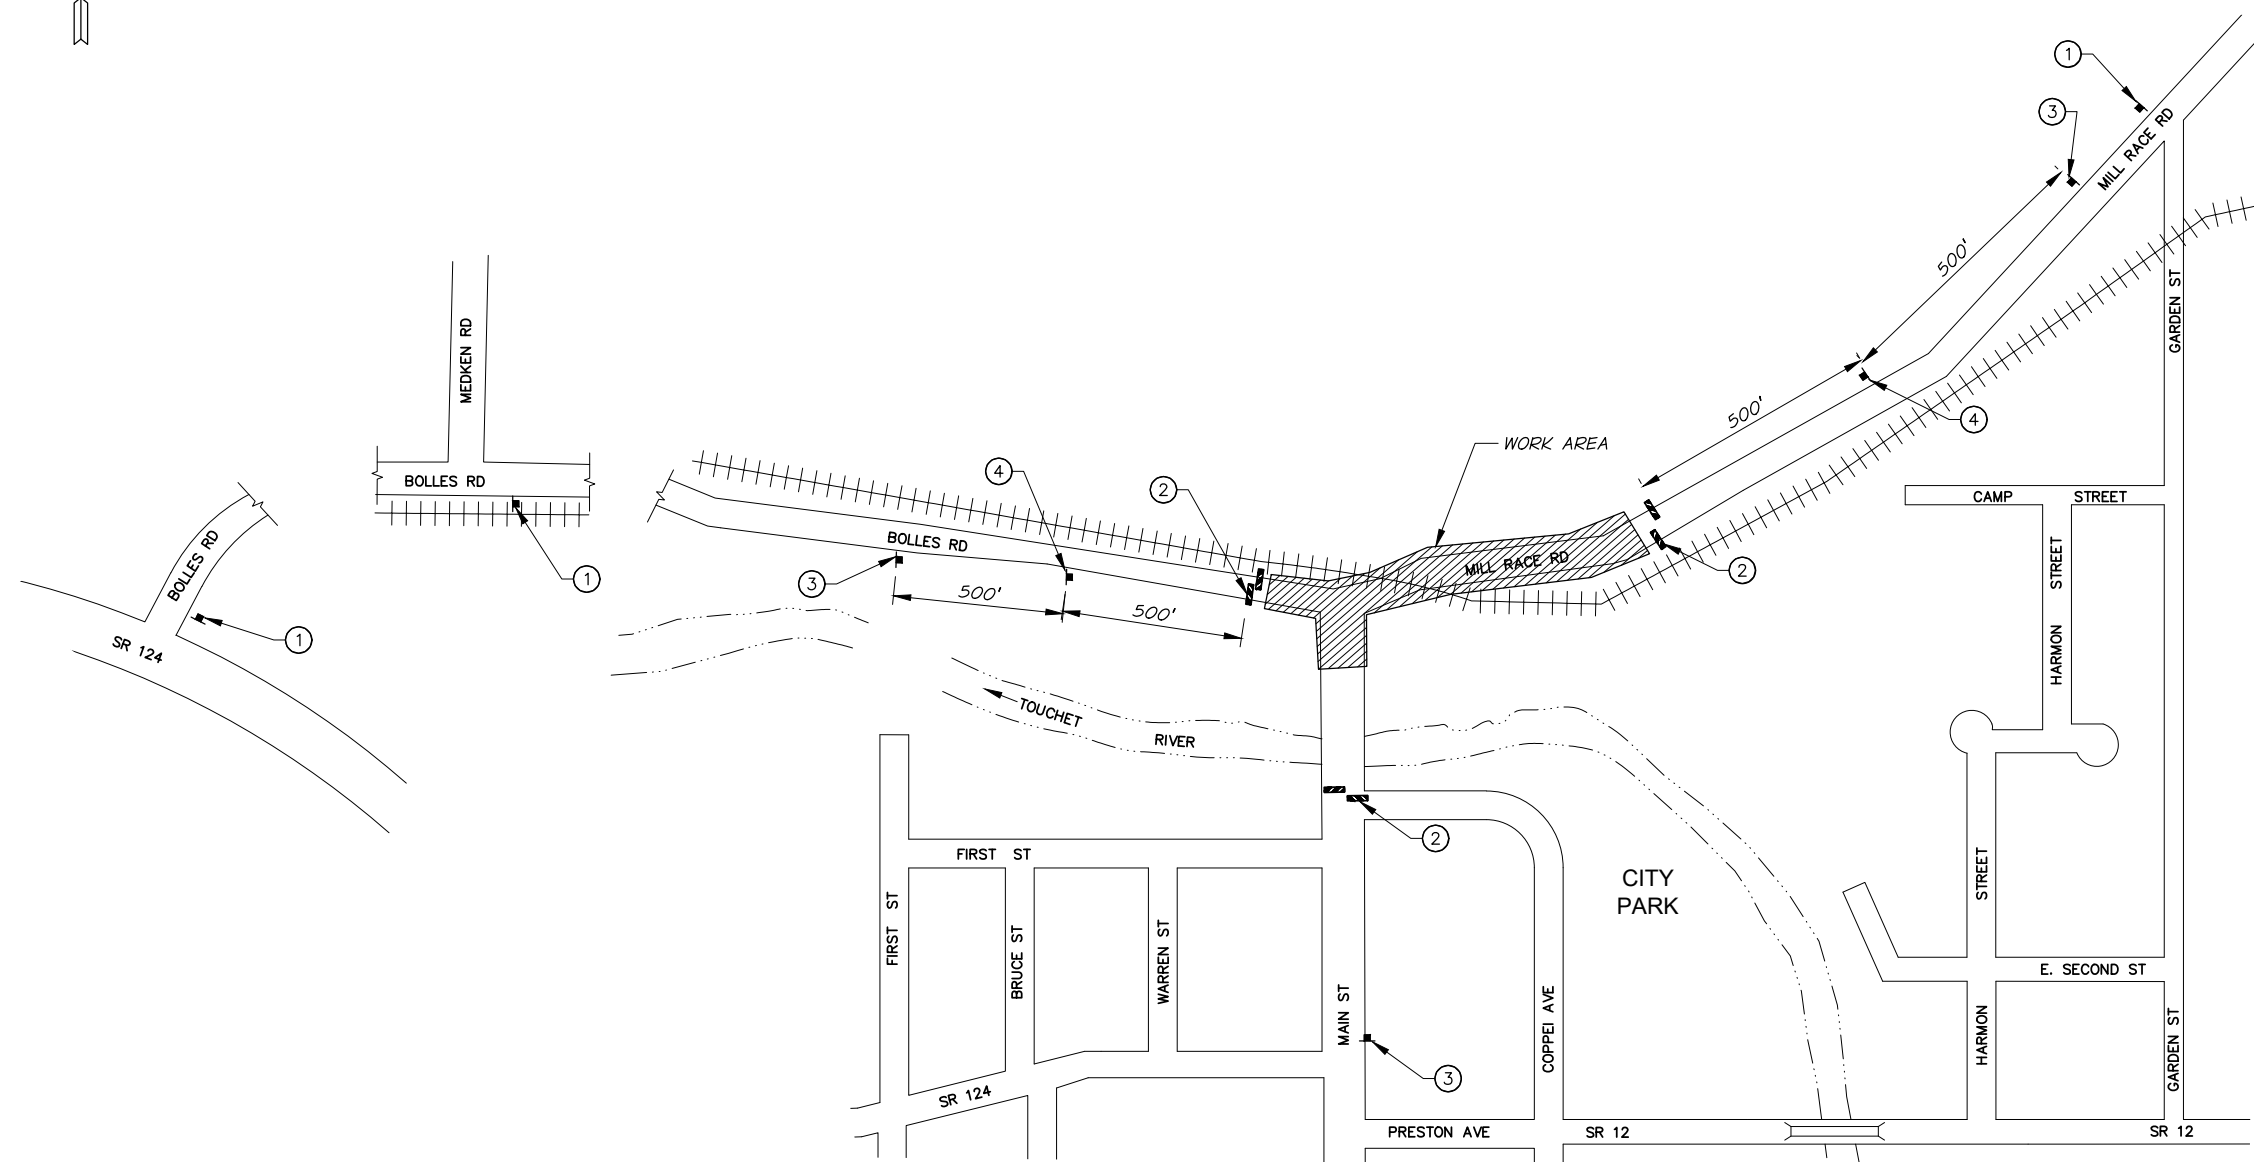 1
3
MILL RACE RD
500'
GARDEN ST
MEDKEN RD
500'
4
WORK AREA
4
2
BOLLES RD
CAMP STREET
BOLLES RD
BOLLES RD
HARMON STREET
MILL RACE RD
2
1
3
500'
500'
1
SR 124
TOUCHET
RIVER
2
FIRST ST
CITY
PARK
STREET
FIRST ST
BRUCE ST
WARREN ST
MAIN ST
COPPEI AVE
E. SECOND ST
HARMON
GARDEN ST
3
SR 124
PRESTON AVE
SR 12
SR 12